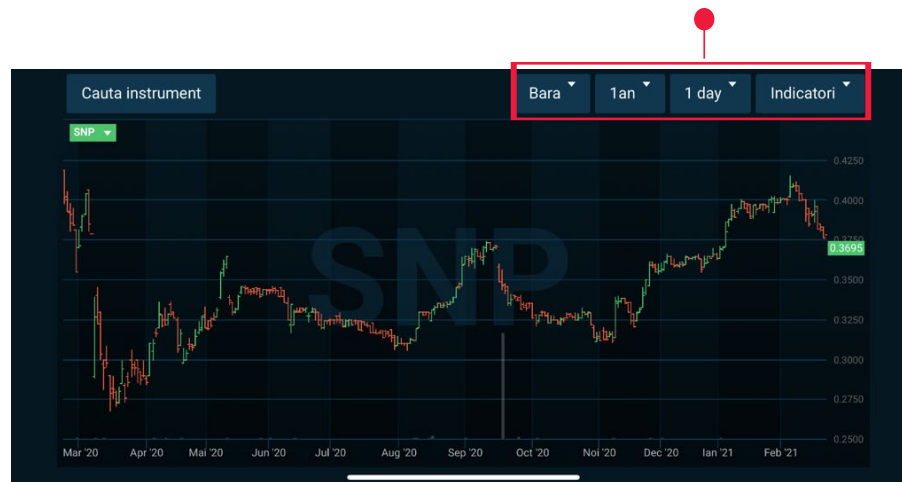 Cauta instrument
Bara
1an
1 day
Indicatori
SNP
SNP
0.4250
0.4000
0.3750
0.3695
0.3500
0.3250
0.3000
0.2750
0.2500
Mar '20 Apr '20 Mai '20 Jun '20 Jul '20 Aug '20 Sep '20 Oct '20 Noi '20 Dec '20 Ian '21 Feb '21